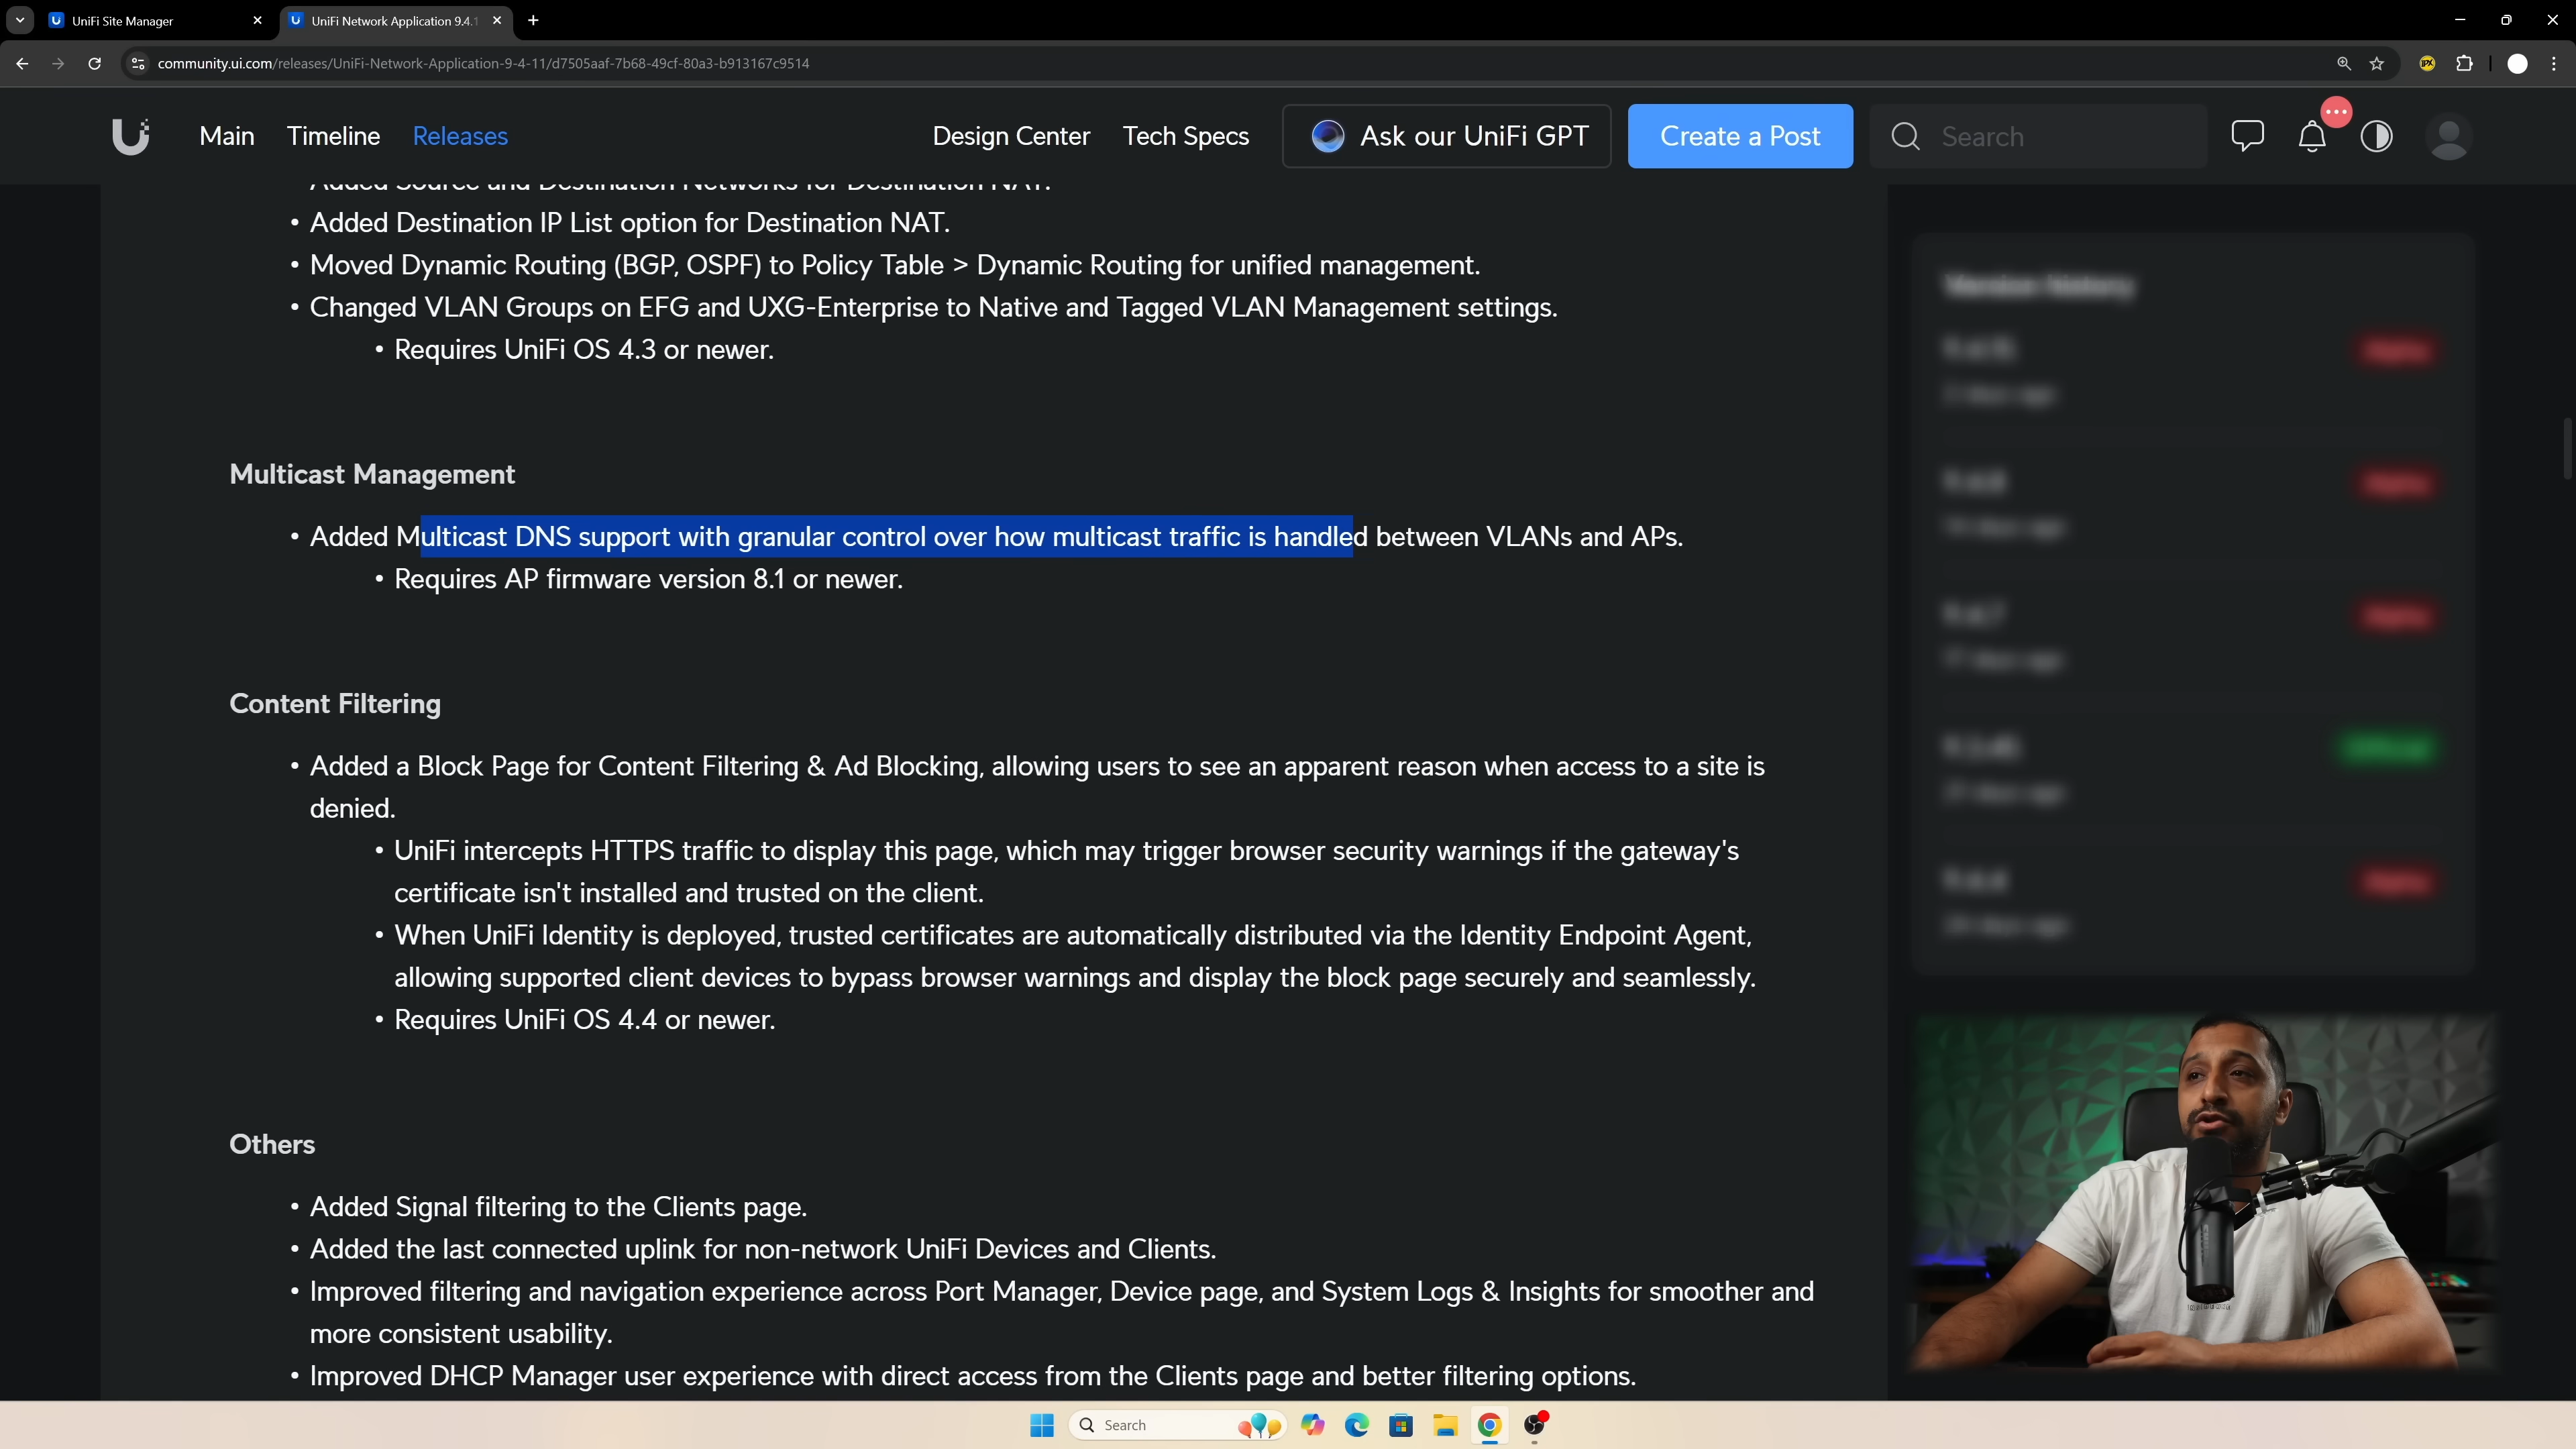 UniFi Site Manager
UniFi Network Application 9.4.1
community.ui.com/releases/UniFi-Network-Application-9-4-11/d7505aaf-7b68-49cf-80a3-b913167c9514
Main Timeline Releases Design Center Tech Specs Ask our UniFi GPT Create a Post Search
Added Source and Destination Networks for Destination NAT.
• Added Destination IP List option for Destination NAT.
• Moved Dynamic Routing (BGP, OSPF) to Policy Table > Dynamic Routing for unified management.
• Changed VLAN Groups on EFG and UXG-Enterprise to Native and Tagged VLAN Management settings.
• Requires UniFi OS 4.3 or newer.
Multicast Management
• Added Multicast DNS support with granular control over how multicast traffic is handled between VLANs and APs.
• Requires AP firmware version 8.1 or newer.
Content Filtering
• Added a Block Page for Content Filtering & Ad Blocking, allowing users to see an apparent reason when access to a site is
denied.
• UniFi intercepts HTTPS traffic to display this page, which may trigger browser security warnings if the gateway's
certificate isn't installed and trusted on the client.
• When UniFi Identity is deployed, trusted certificates are automatically distributed via the Identity Endpoint Agent,
allowing supported client devices to bypass browser warnings and display the block page securely and seamlessly.
• Requires UniFi OS 4.4 or newer.
Others
• Added Signal filtering to the Clients page.
• Added the last connected uplink for non-network UniFi Devices and Clients.
• Improved filtering and navigation experience across Port Manager, Device page, and System Logs & Insights for smoother and
more consistent usability.
• Improved DHCP Manager user experience with direct access from the Clients page and better filtering options.
Version history
Search